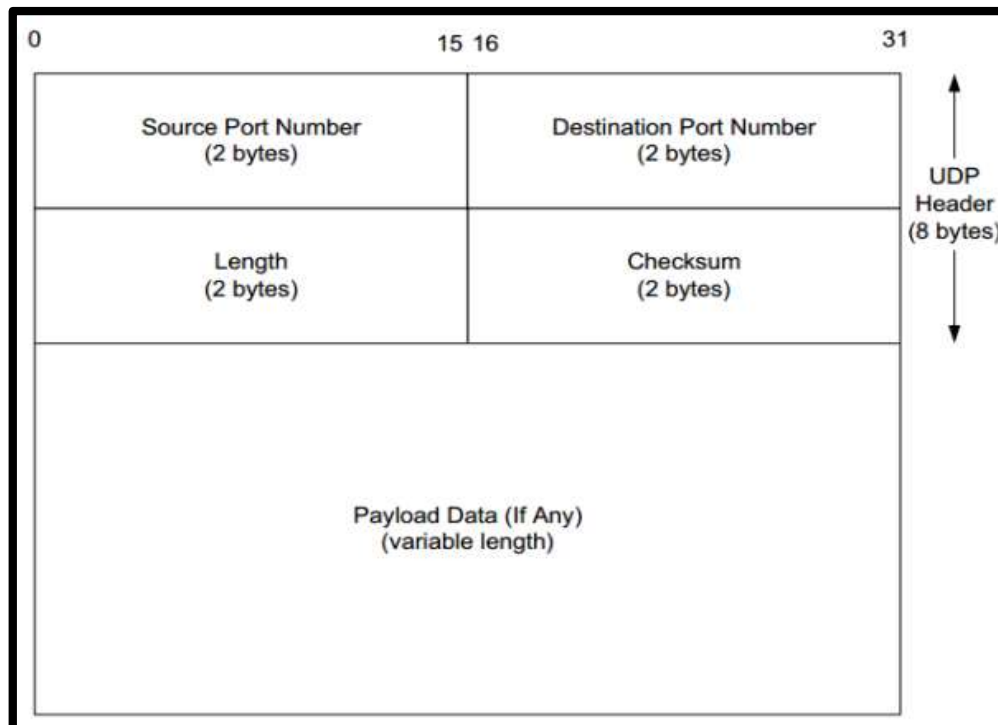 0 15 16 31
Source Port Number
(2 bytes)
Destination Port Number
(2 bytes)
UDP
Header
(8 bytes)
Length
(2 bytes)
Checksum
(2 bytes)
Payload Data (If Any)
(variable length)